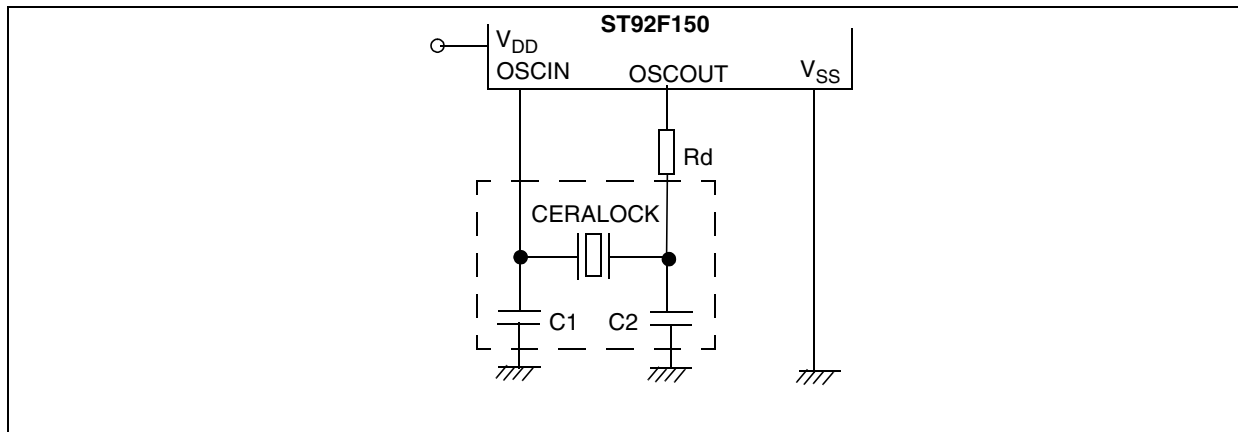 ST92F150
VDD
OSCIN
OSCOUT
VSS
Rd
CERALOCK
C1
C2